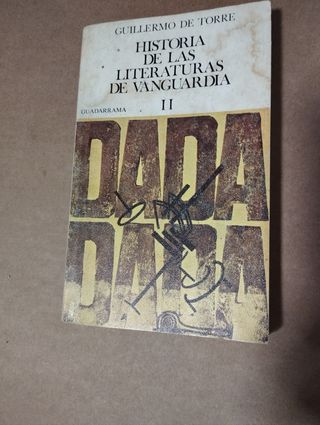 GUILLERMO DE TORRE
HISTORIA
DE LAS
LITERATURAS
DE VANGUARDIA
GUADARRAMA
II
DADA
DADA